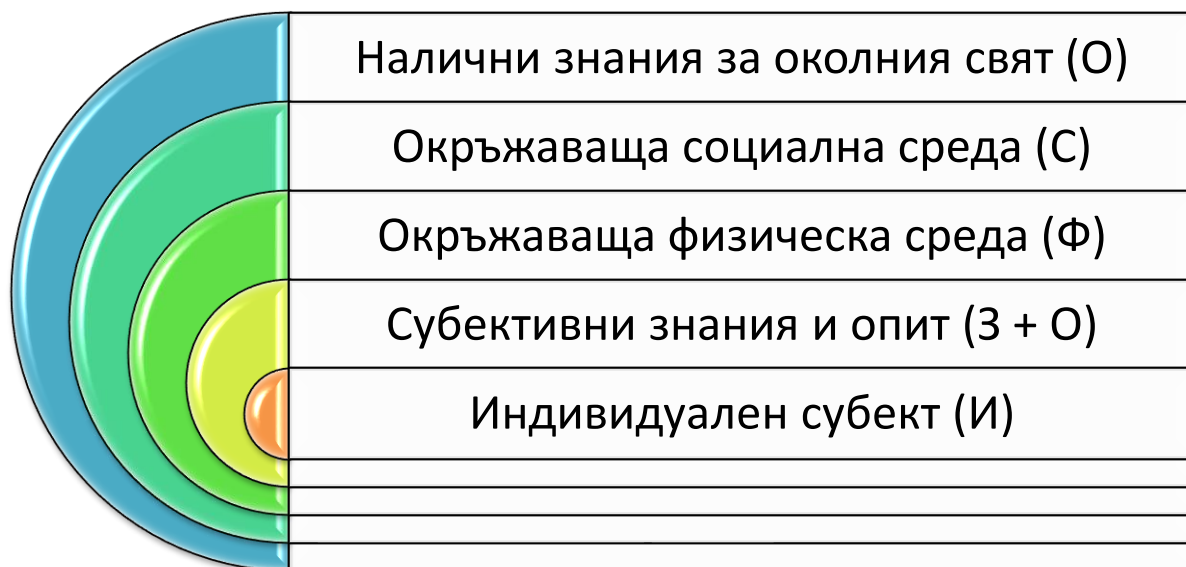 Налични знания за околния свят (О)
Окръжаваща социална среда (С)
Окръжаваща физическа среда (Ф)
Субективни знания и опит (З + О)
Индивидуален субект (И)